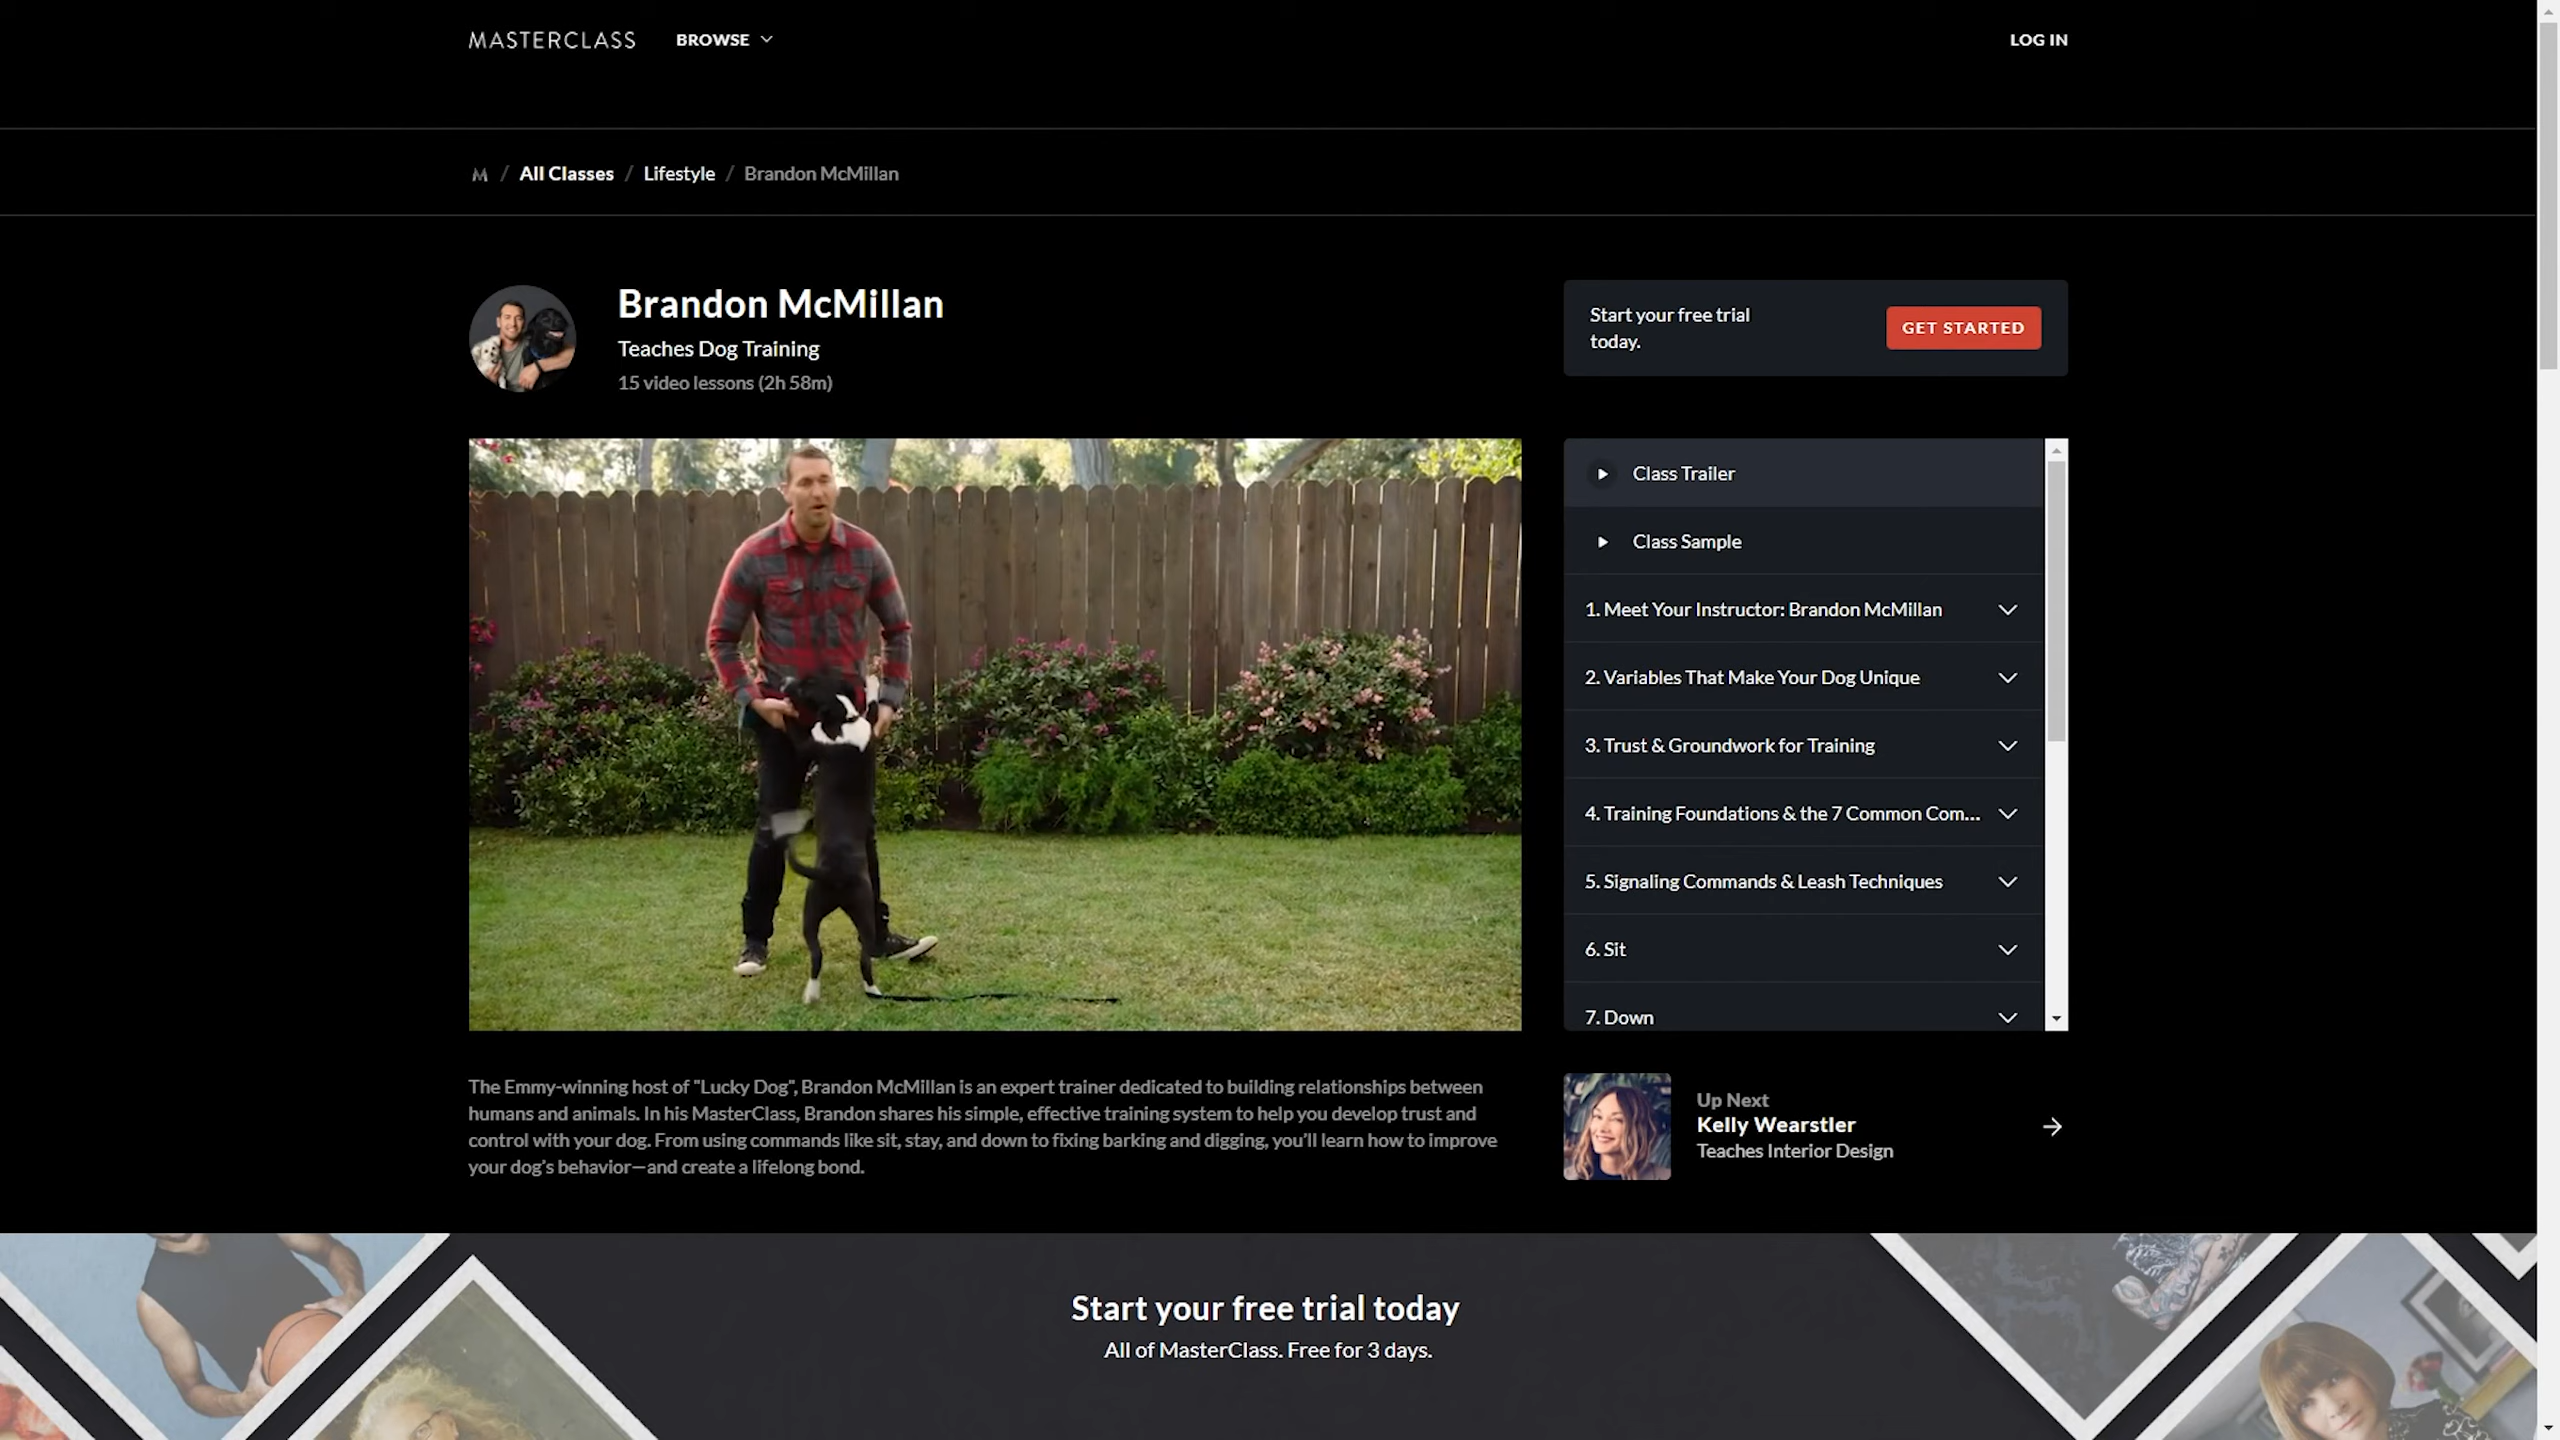 MASTERCLASS
BROWSE
LOG IN
M / All Classes / Lifestyle / Brandon McMillan
Brandon McMillan
Teaches Dog Training
15 video lessons (2h 58m)
Start your free trial
today.
GET STARTED
Class Trailer
Class Sample
1. Meet Your Instructor: Brandon McMillan
2. Variables That Make Your Dog Unique
3. Trust & Groundwork for Training
4. Training Foundations & the 7 Common Com...
5. Signaling Commands & Leash Techniques
6. Sit
7. Down
The Emmy-winning host of "Lucky Dog", Brandon McMillan is an expert trainer dedicated to building relationships between
humans and animals. In his MasterClass, Brandon shares his simple, effective training system to help you develop trust and
control with your dog. From using commands like sit, stay, and down to fixing barking and digging, you'll learn how to improve
your dog's behavior—and create a lifelong bond.
Up Next
Kelly Wearstler
Teaches Interior Design
Start your free trial today
All of MasterClass. Free for 3 days.